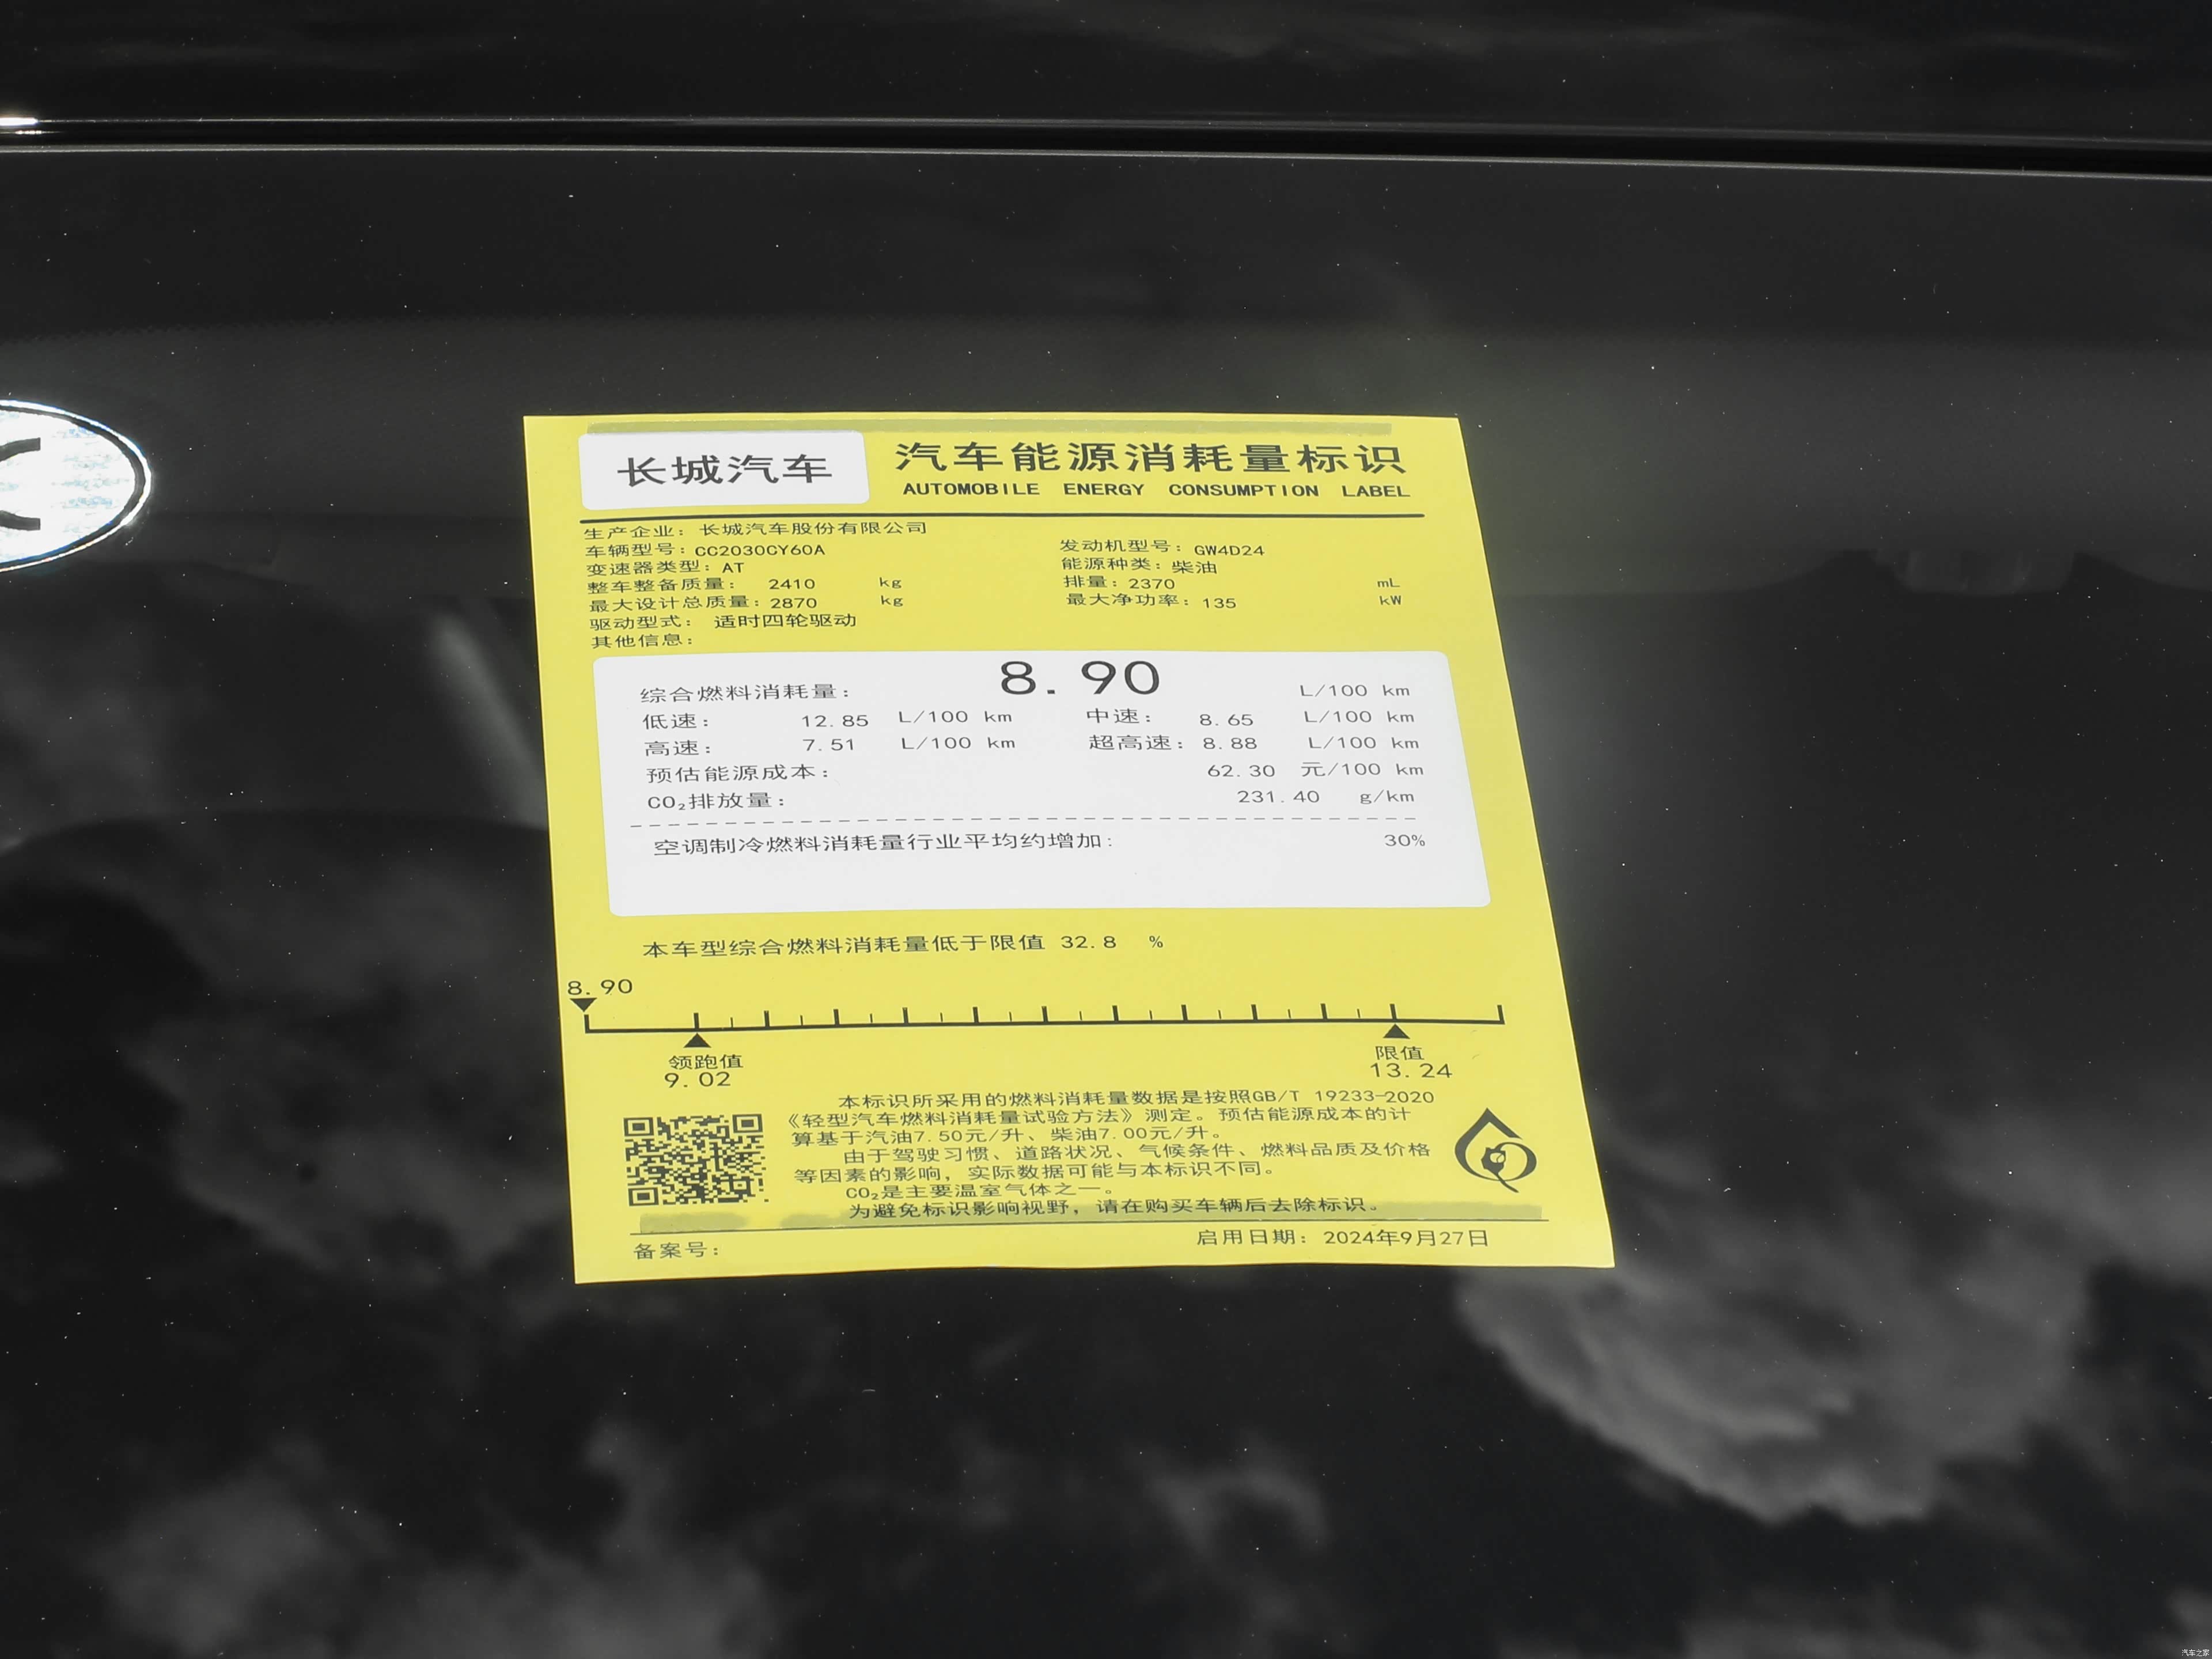 长城汽车
汽车能源消耗量标识
AUTOMOBILE ENERGY CONSUMPTION LABEL
生产企业：长城汽车股份有限公司
车辆型号：CC2030CY60A 发动机型号：GW4D24
变速器类型：AT 能源种类：柴油
整车整备质量： 2410 kg 排量：2370 mL
最大设计总质量：2870 kg 最大净功率：135 kW
驱动型式： 适时四轮驱动
其他信息：
综合燃料消耗量： 8.90 L/100 km
低速： 12.85 L/100 km 中速： 8.65 L/100 km
高速： 7.51 L/100 km 超高速：8.88 L/100 km
预估能源成本： 62.30 元/100 km
CO₂排放量： 231.40 g/km
空调制冷燃料消耗量行业平均约增加： 30%
本车型综合燃料消耗量低于限值 32.8 %
8.90
领跑值 限值
9.02 13.24
本标识所采用的燃料消耗量数据是按照GB/T 19233-2020
《轻型汽车燃料消耗量试验方法》测定。预估能源成本的计
算基于汽油7.50元/升、柴油7.00元/升。
由于驾驶习惯、道路状况、气候条件、燃料品质及价格
等因素的影响，实际数据可能与本标识不同。
CO₂是主要温室气体之一。
为避免标识影响视野，请在购买车辆后去除标识。
备案号： 启用日期：2024年9月27日
汽车之家